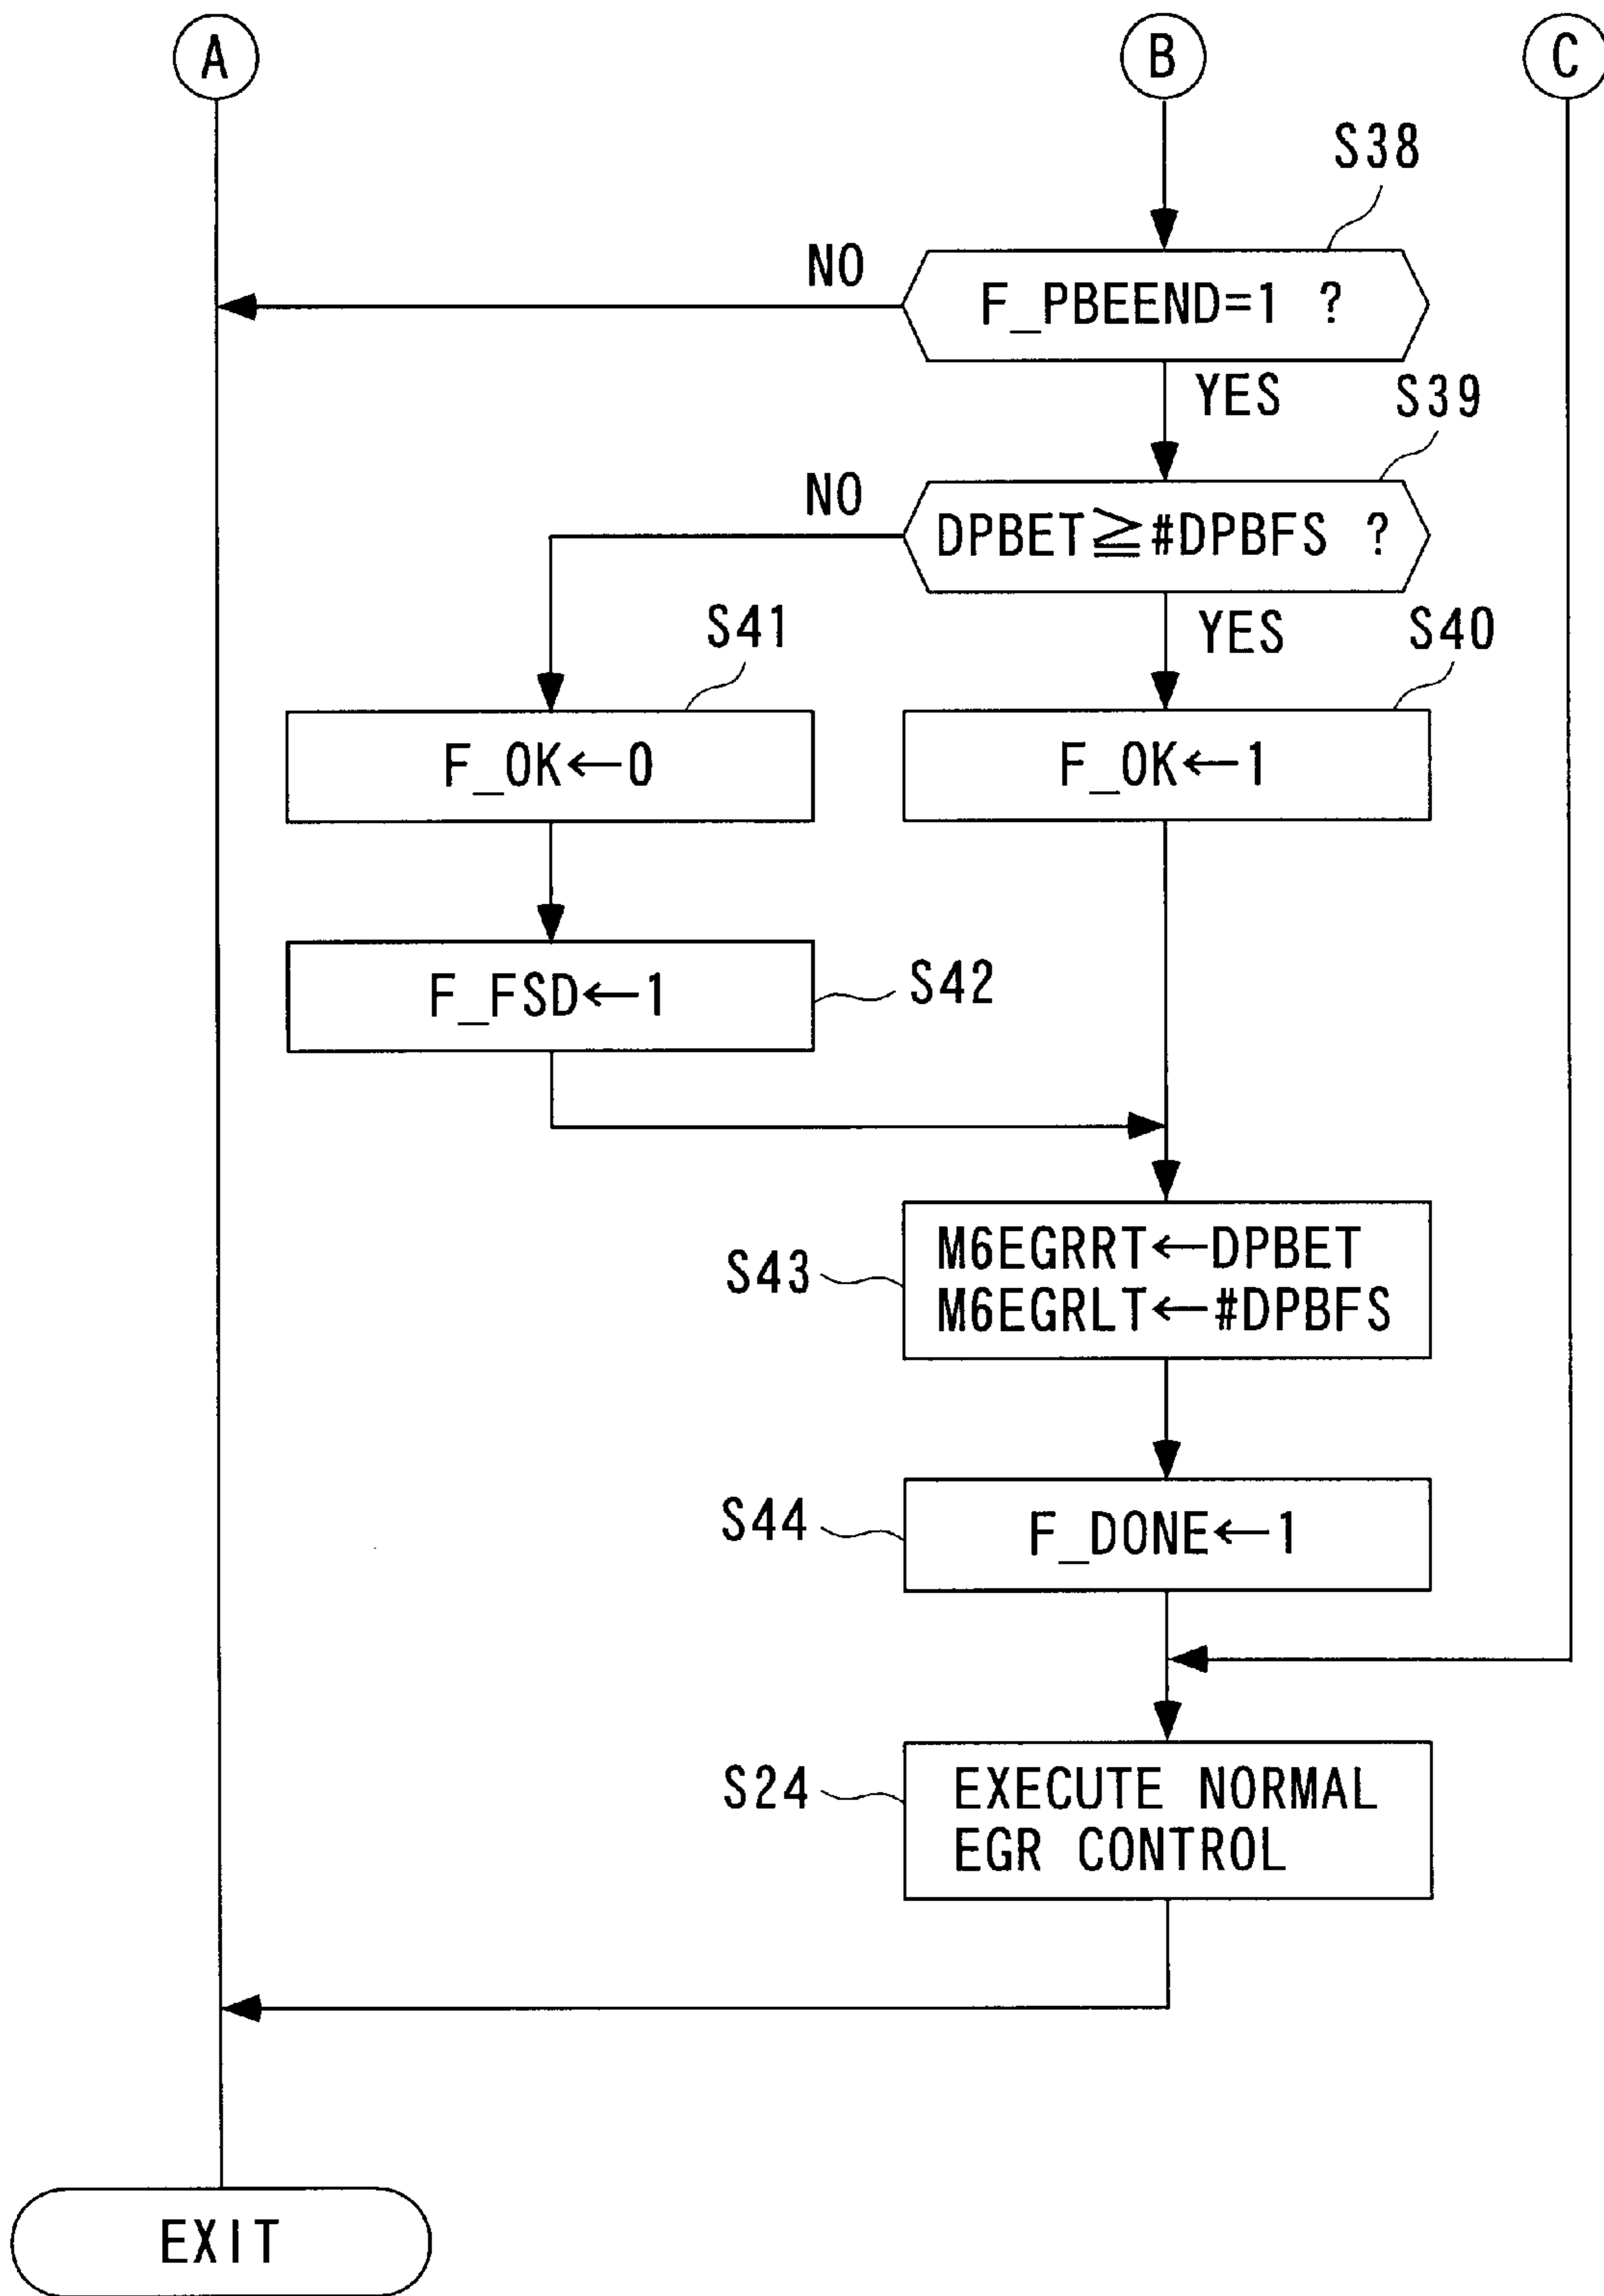 A
B
C
S38
NO
F_PBEEND=1 ?
YES
S39
NO
DPBET≧#DPBFS ?
S41
YES
S40
F_OK←0
F_OK←1
F_FSD←1
S42
S43
M6EGRRT←DPBET
M6EGRLT←#DPBFS
S44
F_DONE←1
S24
EXECUTE NORMAL
EGR CONTROL
EXIT